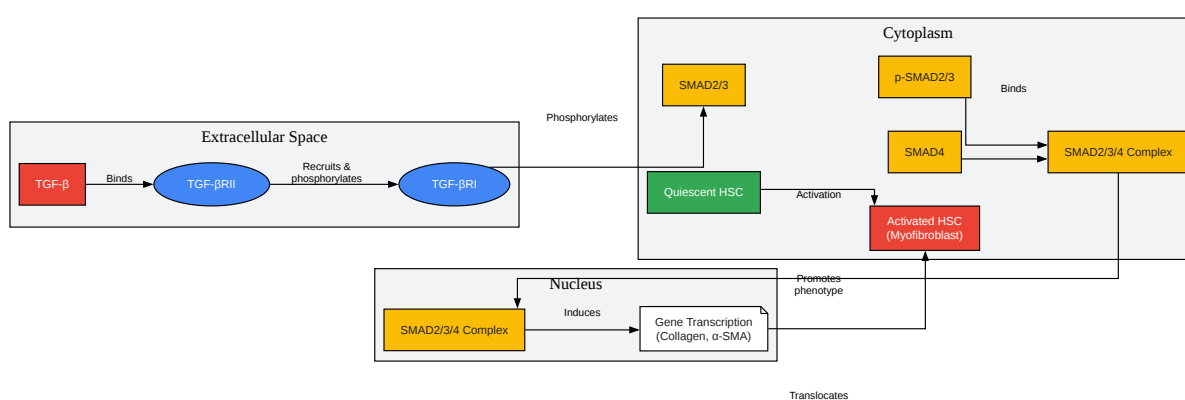 Cytoplasm
SMAD2/3
p-SMAD2/3
Binds
Phosphorylates
Extracellular Space
SMAD4
SMAD2/3/4 Complex
TGF-β
Binds
TGF-βRII
Recruits &
phosphorylates
TGF-βRI
Quiescent HSC
Activation
Activated HSC
(Myofibroblast)
Nucleus
Promotes
phenotype
SMAD2/3/4 Complex
Induces
Gene Transcription
(Collagen, α-SMA)
Translocates